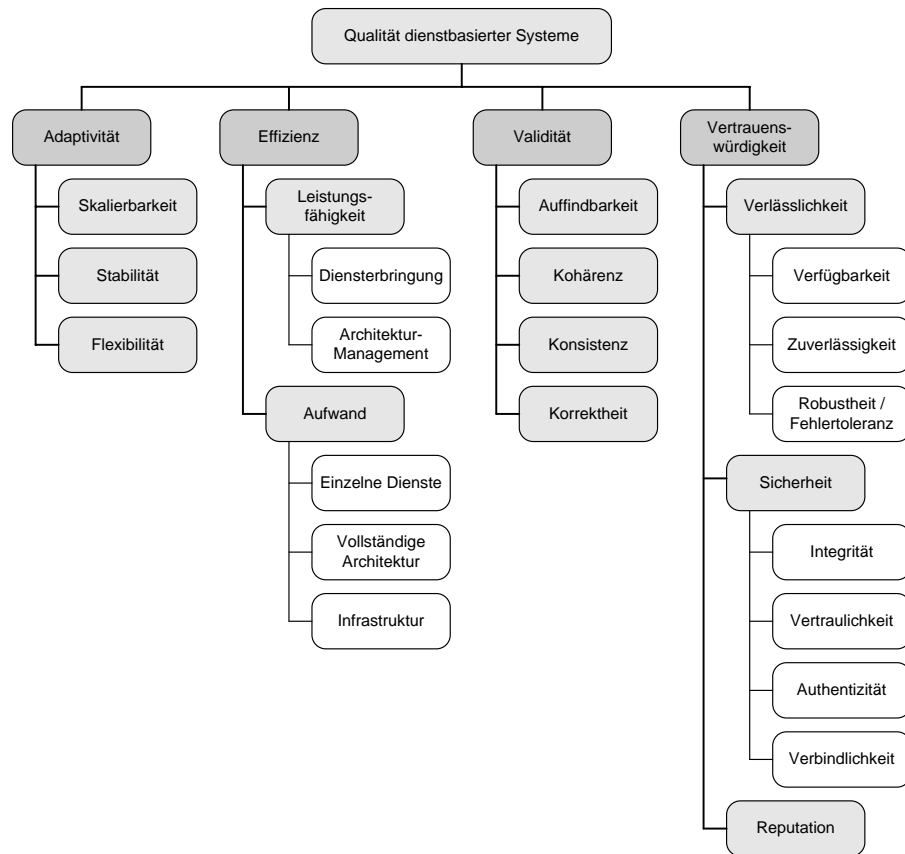 Qualität dienstbasierter Systeme
Adaptivität
Skalierbarkeit
Stabilität
Flexibilität
Effizienz
Leistungs-
fähigkeit
Diensterbringung
Architektur-
Management
Aufwand
Einzelne Dienste
Vollständige
Architektur
Infrastruktur
Validität
Auffindbarkeit
Kohärenz
Konsistenz
Korrektheit
Vertrauens-
würdigkeit
Verlässlichkeit
Verfügbarkeit
Zuverlässigkeit
Robustheit /
Fehlertoleranz
Sicherheit
Integrität
Vertraulichkeit
Authentizität
Verbindlichkeit
Reputation